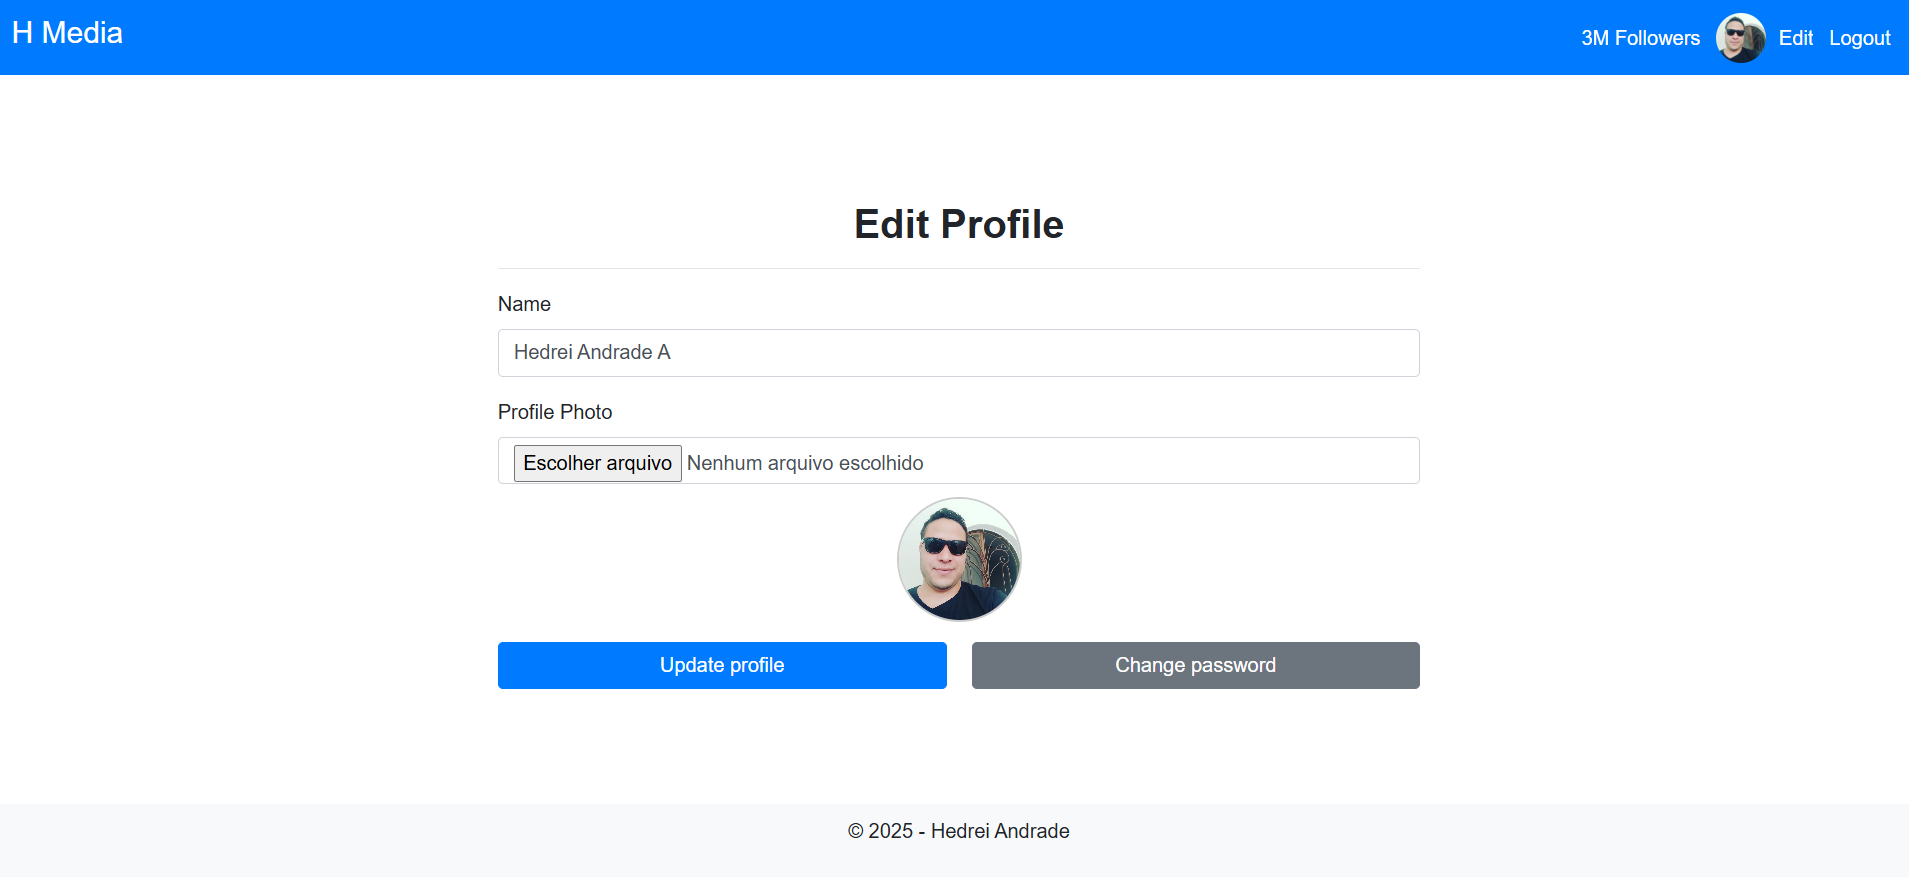 H Media
3M Followers Edit Logout
Edit Profile
Name
Hedrei Andrade A
Profile Photo
Escolher arquivo Nenhum arquivo escolhido
Update profile Change password
© 2025 - Hedrei Andrade